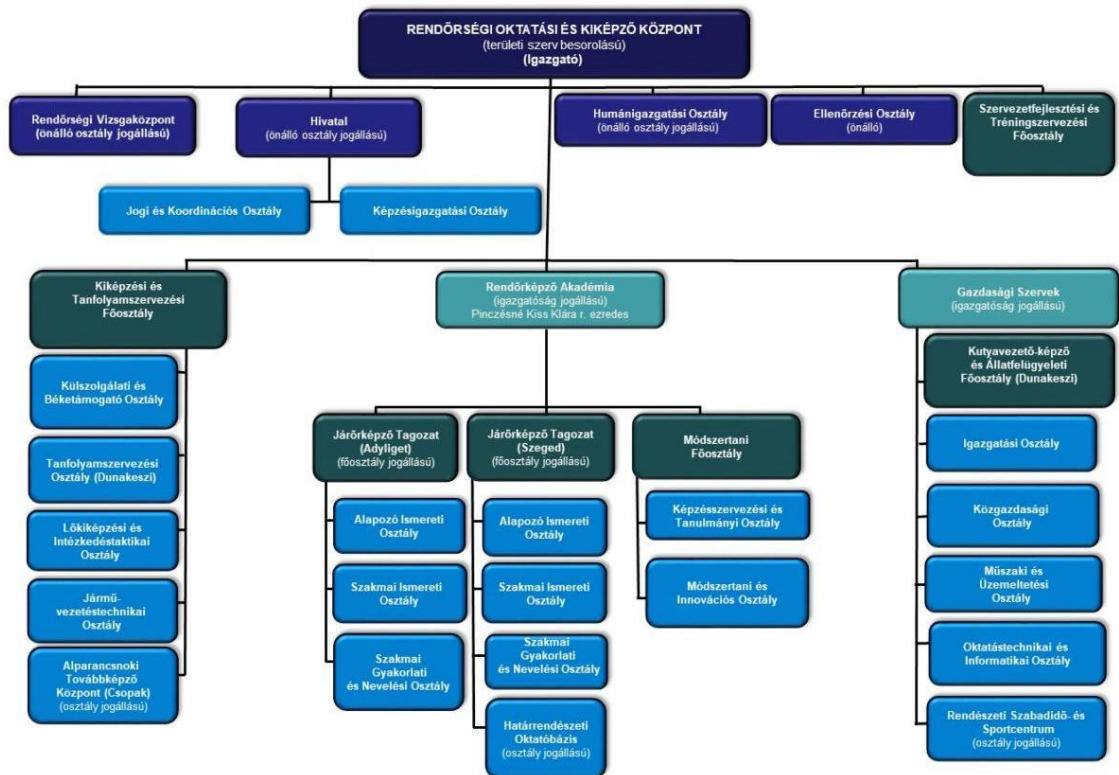 RENDŐRSÉGI OKTATÁSI ÉS KIKÉPZŐ KÖZPONT
(területi szerv besorolású)
(Igazgató)
Rendőrségi Vizsgaközpont
(önálló osztály jogállású)
Hivatal
(önálló osztály jogállású)
Humánigazgatási Osztály
(önálló osztály jogállású)
Ellenőrzési Osztály
(önálló)
Szervezetfejlesztési és
Tréningszervezési
Főosztály
Jogi és Koordinációs Osztály
Képzésigazgatási Osztály
Kiképzési és
Tanfolyamszervezési
Főosztály
Külszolgálati és
Béketámogató Osztály
Tanfolyamszervezési
Osztály (Dunakeszi)
Lőkiképzési és
Intézkedéstaktikai
Osztály
Jármű-
vezetéstechnikai
Osztály
Alparancsnoki
Továbbképző
Központ (Csopak)
(osztály jogállású)
Rendőrképző Akadémia
(igazgatóság jogállású)
Pinczésné Kiss Klára r. ezredes
Járőrképző Tagozat
(Adyliget)
(főosztály jogállású)
Alapozó Ismereti
Osztály
Szakmai Ismereti
Osztály
Szakmai
Gyakorlati
és Nevelési Osztály
Járőrképző Tagozat
(Szeged)
(főosztály jogállású)
Alapozó Ismereti
Osztály
Szakmai Ismereti
Osztály
Szakmai
Gyakorlati
és Nevelési Osztály
Határrendészeti
Oktatóbázis
(osztály jogállású)
Módszertani
Főosztály
Képzésszervezési és
Tanulmányi Osztály
Módszertani és
Innovációs Osztály
Gazdasági Szervek
(igazgatóság jogállású)
Kutyavezető-képző
és Állatfelügyeleti
Főosztály (Dunakeszi)
Igazgatási Osztály
Közgazdasági
Osztály
Műszaki és
Üzemeltetési
Osztály
Oktatástechnikai és
Informatikai Osztály
Rendészeti Szabadidő- és
Sportcentrum
(osztály jogállású)